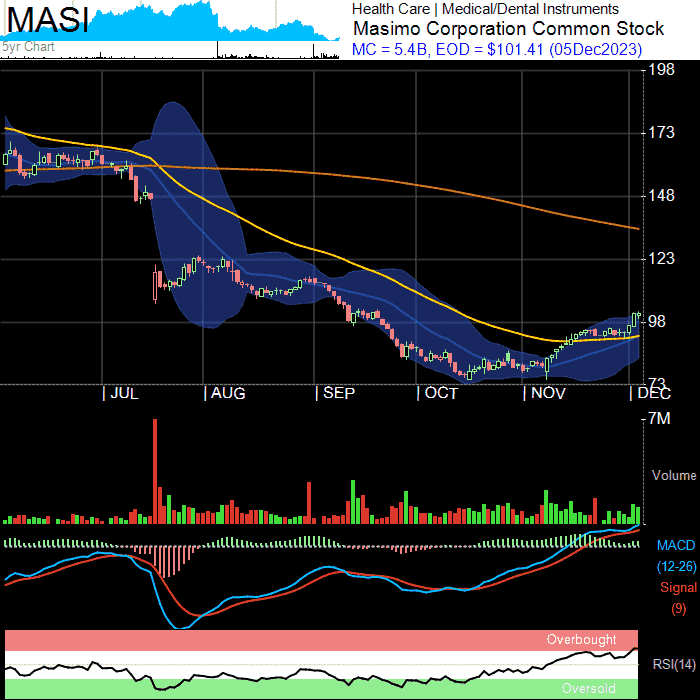 MASI
5yr Chart
Health Care | Medical/Dental Instruments
Masimo Corporation Common Stock
MC = 5.4B, EOD = $101.41 (05Dec2023)
198
173
148
123
98
73
| JUL | AUG | SEP | OCT | NOV | DEC
7M
Volume
MACD
(12-26)
Signal
(9)
Overbought
RSI(14)
Oversold